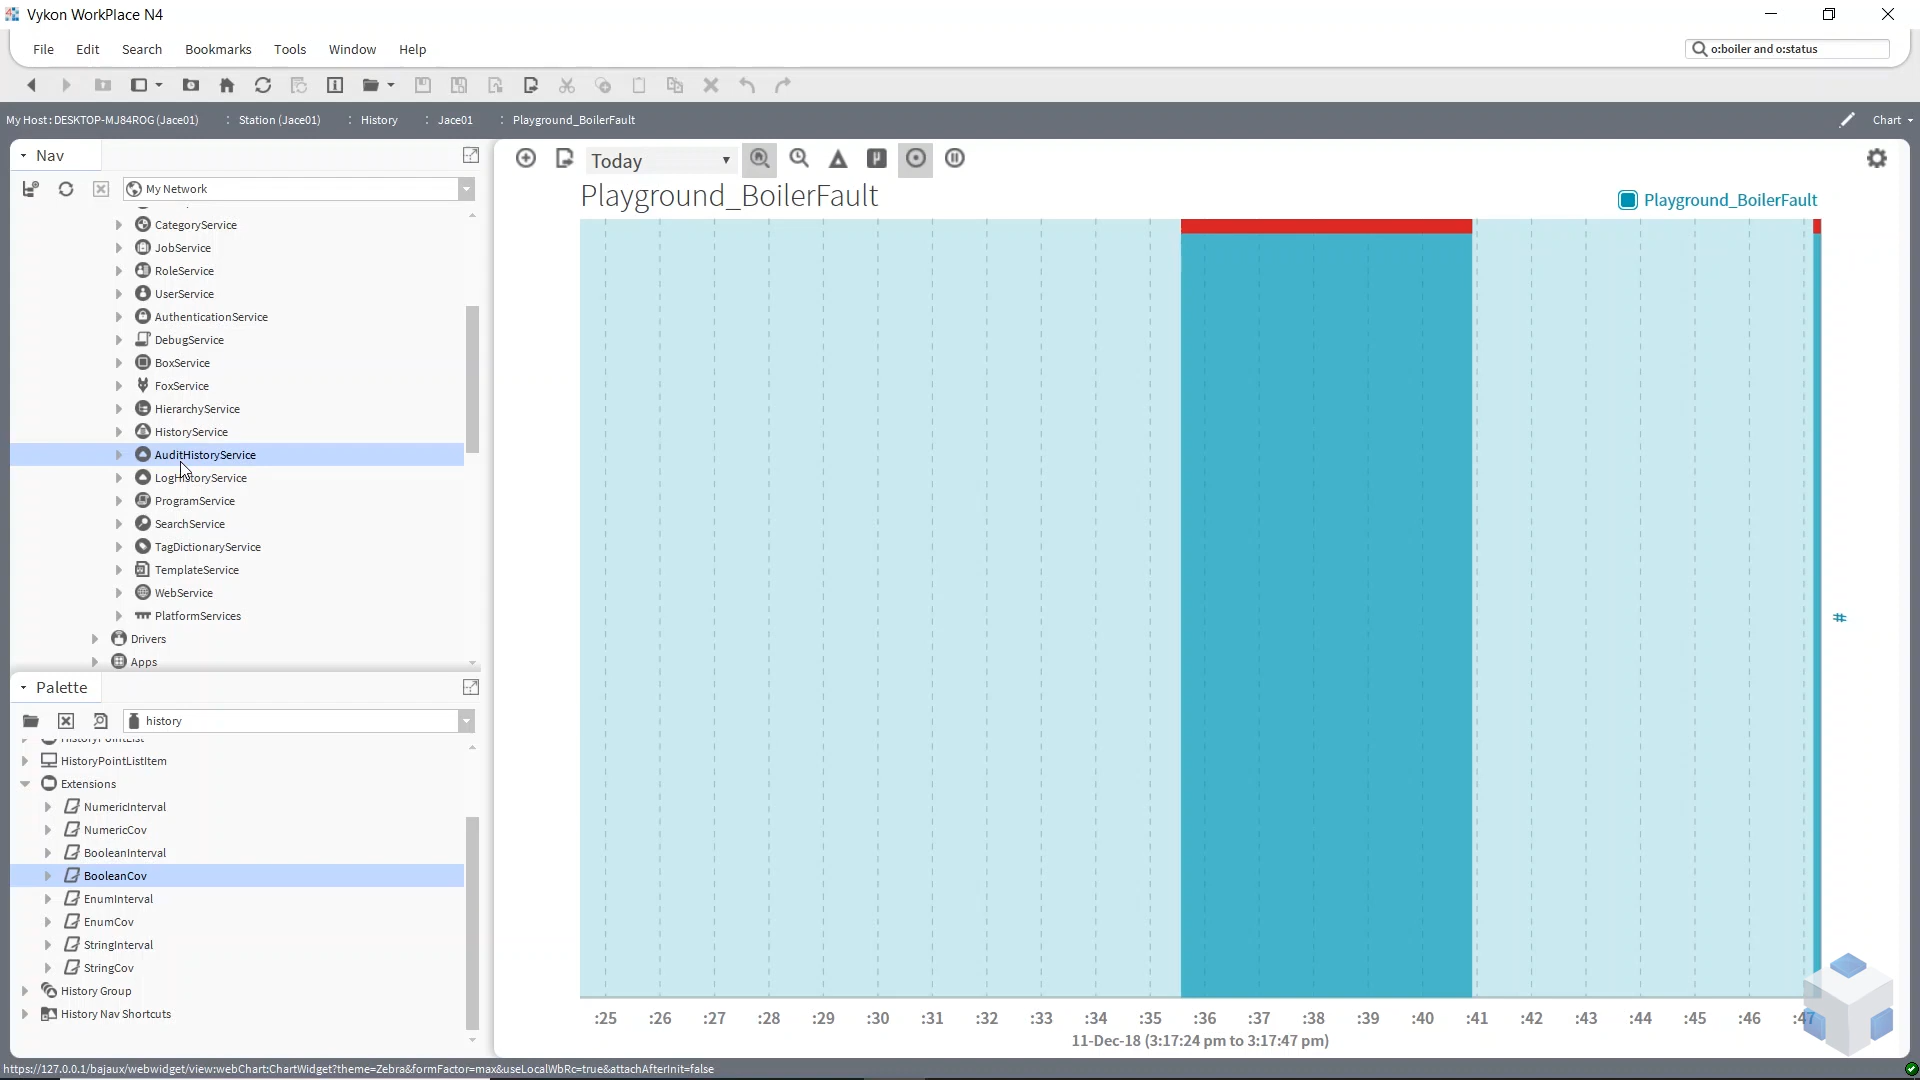 Vykon WorkPlace N4
File Edit Search Bookmarks Tools Window Help
o:boiler and o:status
My Host : DESKTOP-MJ84ROG (Jace01) : Station (Jace01) : History : Jace01 : Playground_BoilerFault
Chart
Nav
My Network
CategoryService
JobService
RoleService
UserService
AuthenticationService
DebugService
BoxService
FoxService
HierarchyService
HistoryService
AuditHistoryService
LogHistoryService
ProgramService
SearchService
TagDictionaryService
TemplateService
WebService
PlatformServices
Drivers
Apps
Palette
history
HistoryPointList
HistoryPointListItem
Extensions
NumericInterval
NumericCov
BooleanInterval
BooleanCov
EnumInterval
EnumCov
StringInterval
StringCov
History Group
History Nav Shortcuts
Today
Playground_BoilerFault
Playground_BoilerFault
#
:25 :26 :27 :28 :29 :30 :31 :32 :33 :34 :35 :36 :37 :38 :39 :40 :41 :42 :43 :44 :45 :46 :47
11-Dec-18 (3:17:24 pm to 3:17:47 pm)
https://127.0.0.1/bajaux/webwidget/view:webChart:ChartWidget?theme=Zebra&formFactor=max&useLocalWbRc=true&attachAfterInit=false